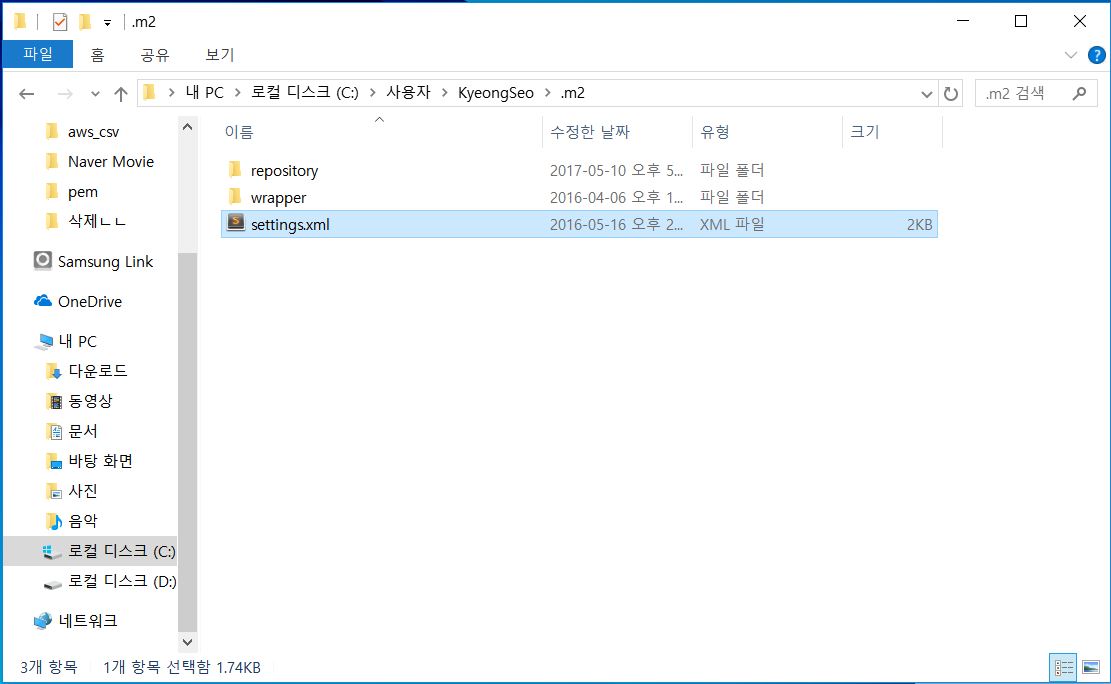 .m2
파일 홈 공유 보기
내 PC 로컬 디스크 (C:) 사용자 KyeongSeo .m2
.m2 검색
이름 수정한 날짜 유형 크기
repository 2017-05-10 오후 5... 파일 폴더
wrapper 2016-04-06 오후 1... 파일 폴더
settings.xml 2016-05-16 오후 2... XML 파일 2KB
aws_csv
Naver Movie
pem
삭제ㄴㄴ
Samsung Link
OneDrive
내 PC
다운로드
동영상
문서
바탕 화면
사진
음악
로컬 디스크 (C:)
로컬 디스크 (D:)
네트워크
3개 항목 1개 항목 선택함 1.74KB